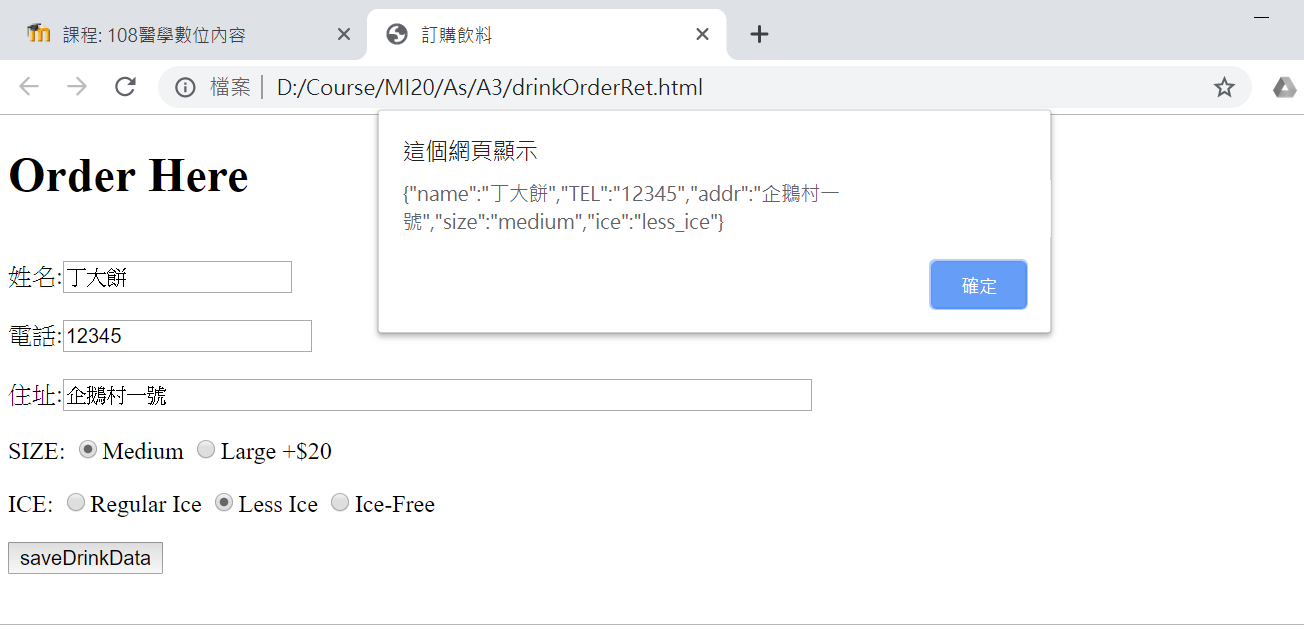 課程: 108醫學數位內容
訂購飲料
檔案 | D:/Course/MI20/As/A3/drinkOrderRet.html
這個網頁顯示
{"name":"丁大餅","TEL":"12345","addr":"企鵝村一
號","size":"medium","ice":"less_ice"}
確定
Order Here
姓名:丁大餅
電話:12345
住址:企鵝村一號
SIZE: Medium Large +$20
ICE: Regular Ice Less Ice Ice-Free
saveDrinkData